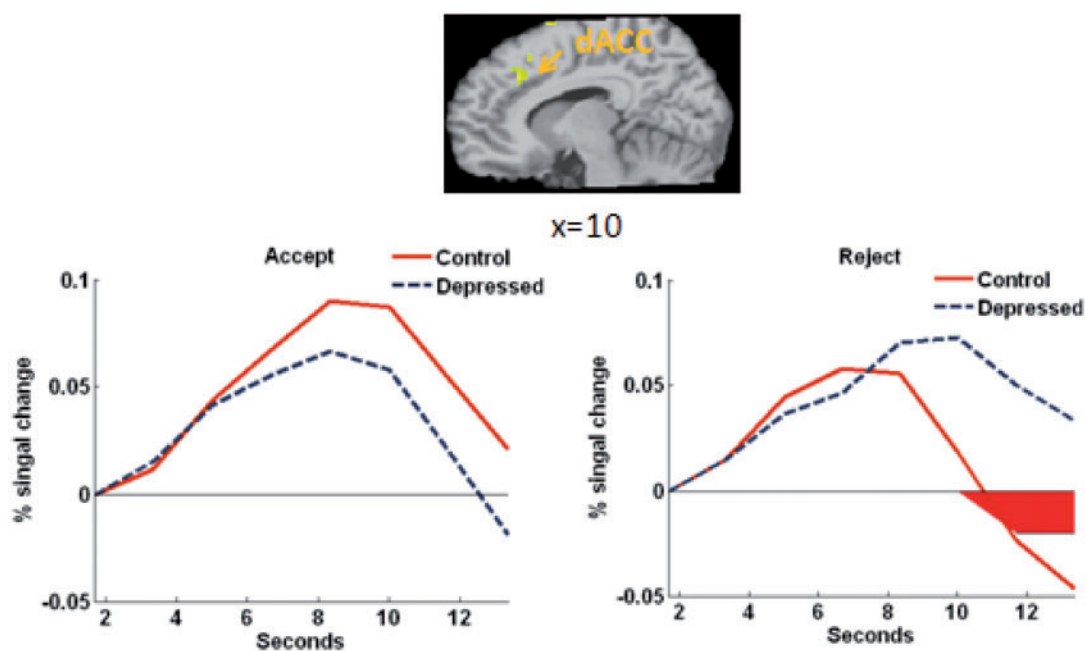 dACC
x=10
Accept
Control
Depressed
0.1
0.05
0
-0.05
% singal change
2 4 6 8 10 12
Seconds
Reject
Control
Depressed
0.1
0.05
0
-0.05
% singal change
2 4 6 8 10 12
Seconds